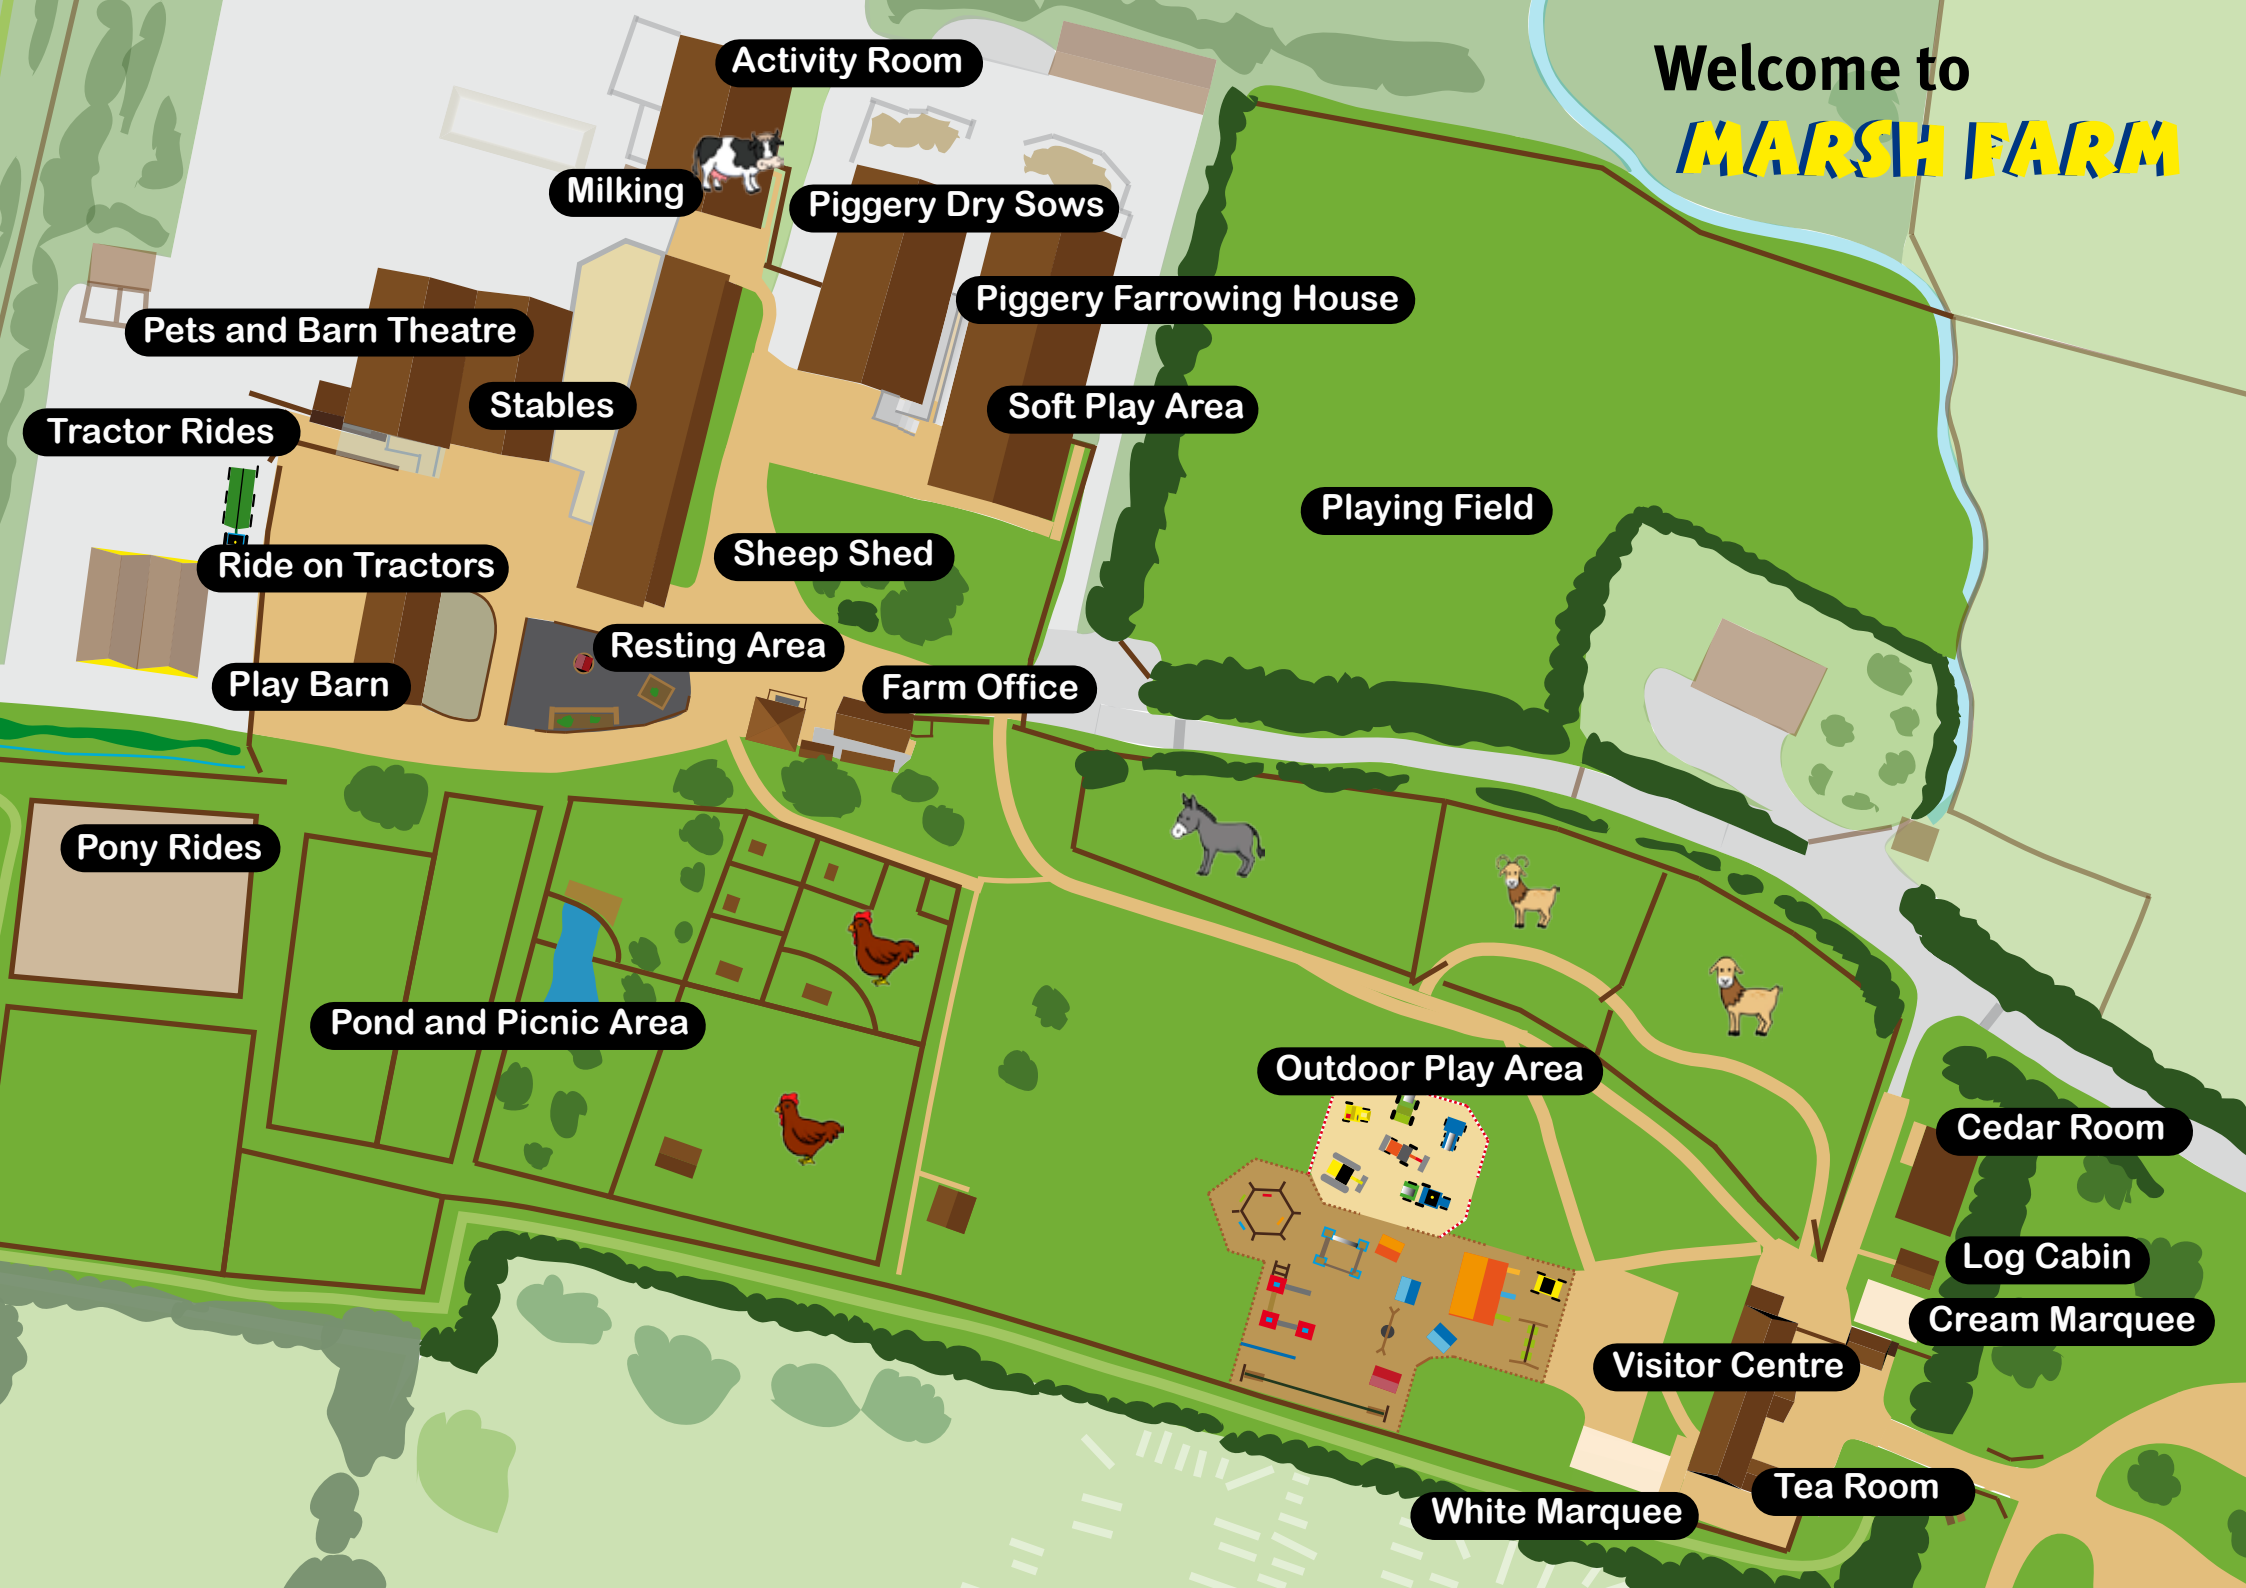 Welcome to
MARSH FARM
Activity Room
Milking
Piggery Dry Sows
Piggery Farrowing House
Pets and Barn Theatre
Stables
Soft Play Area
Tractor Rides
Playing Field
Sheep Shed
Ride on Tractors
Resting Area
Farm Office
Play Barn
Pony Rides
Pond and Picnic Area
Outdoor Play Area
Cedar Room
Log Cabin
Cream Marquee
Visitor Centre
Tea Room
White Marquee